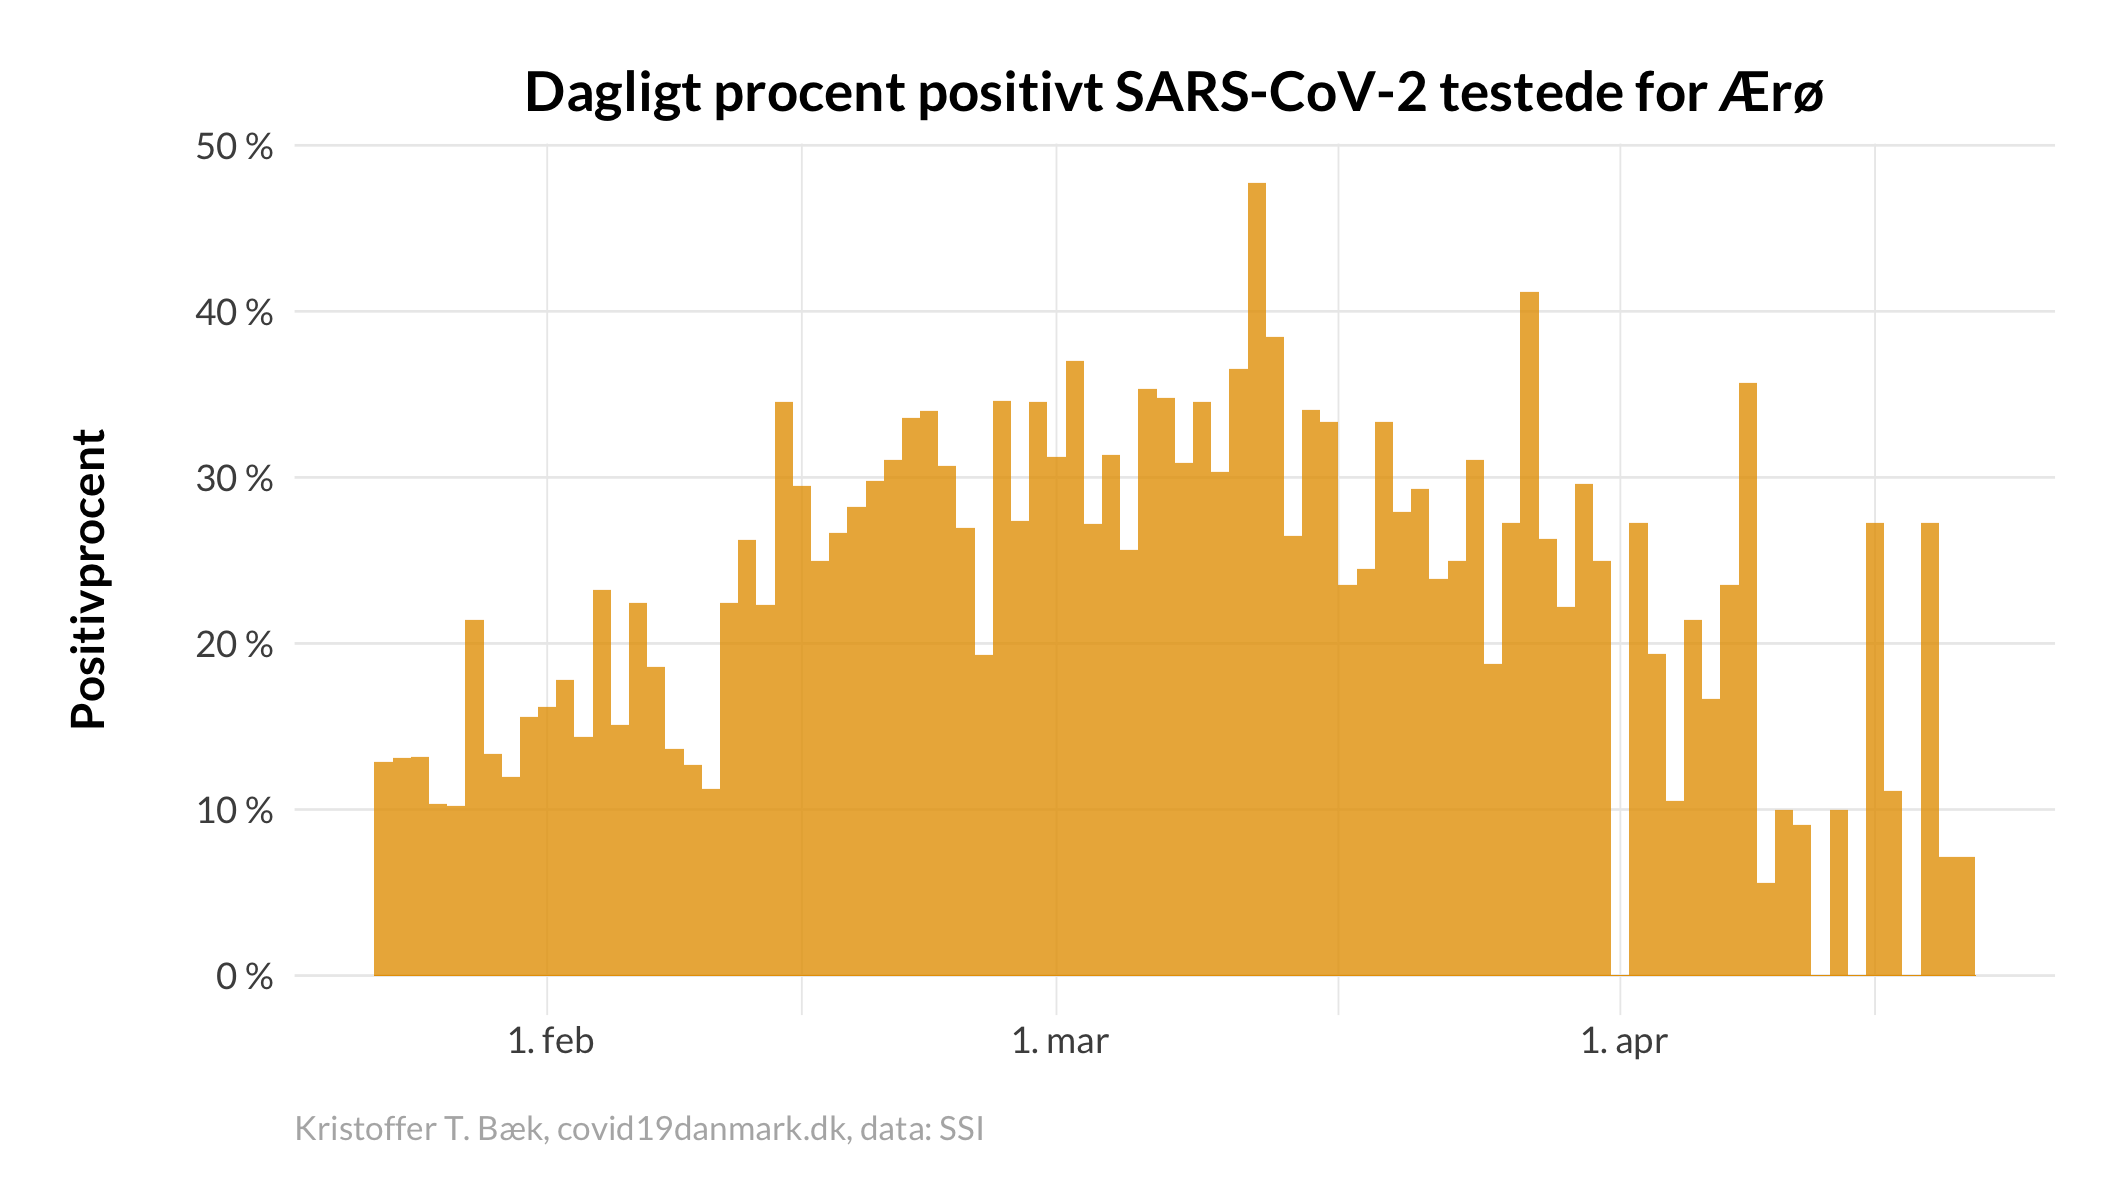 Dagligt procent positivt SARS-CoV-2 testede for Ærø
Positivprocent
50 %
40 %
30 %
20 %
10 %
0 %
1. feb
1. mar
1. apr
Kristoffer T. Bæk, covid19danmark.dk, data: SSI